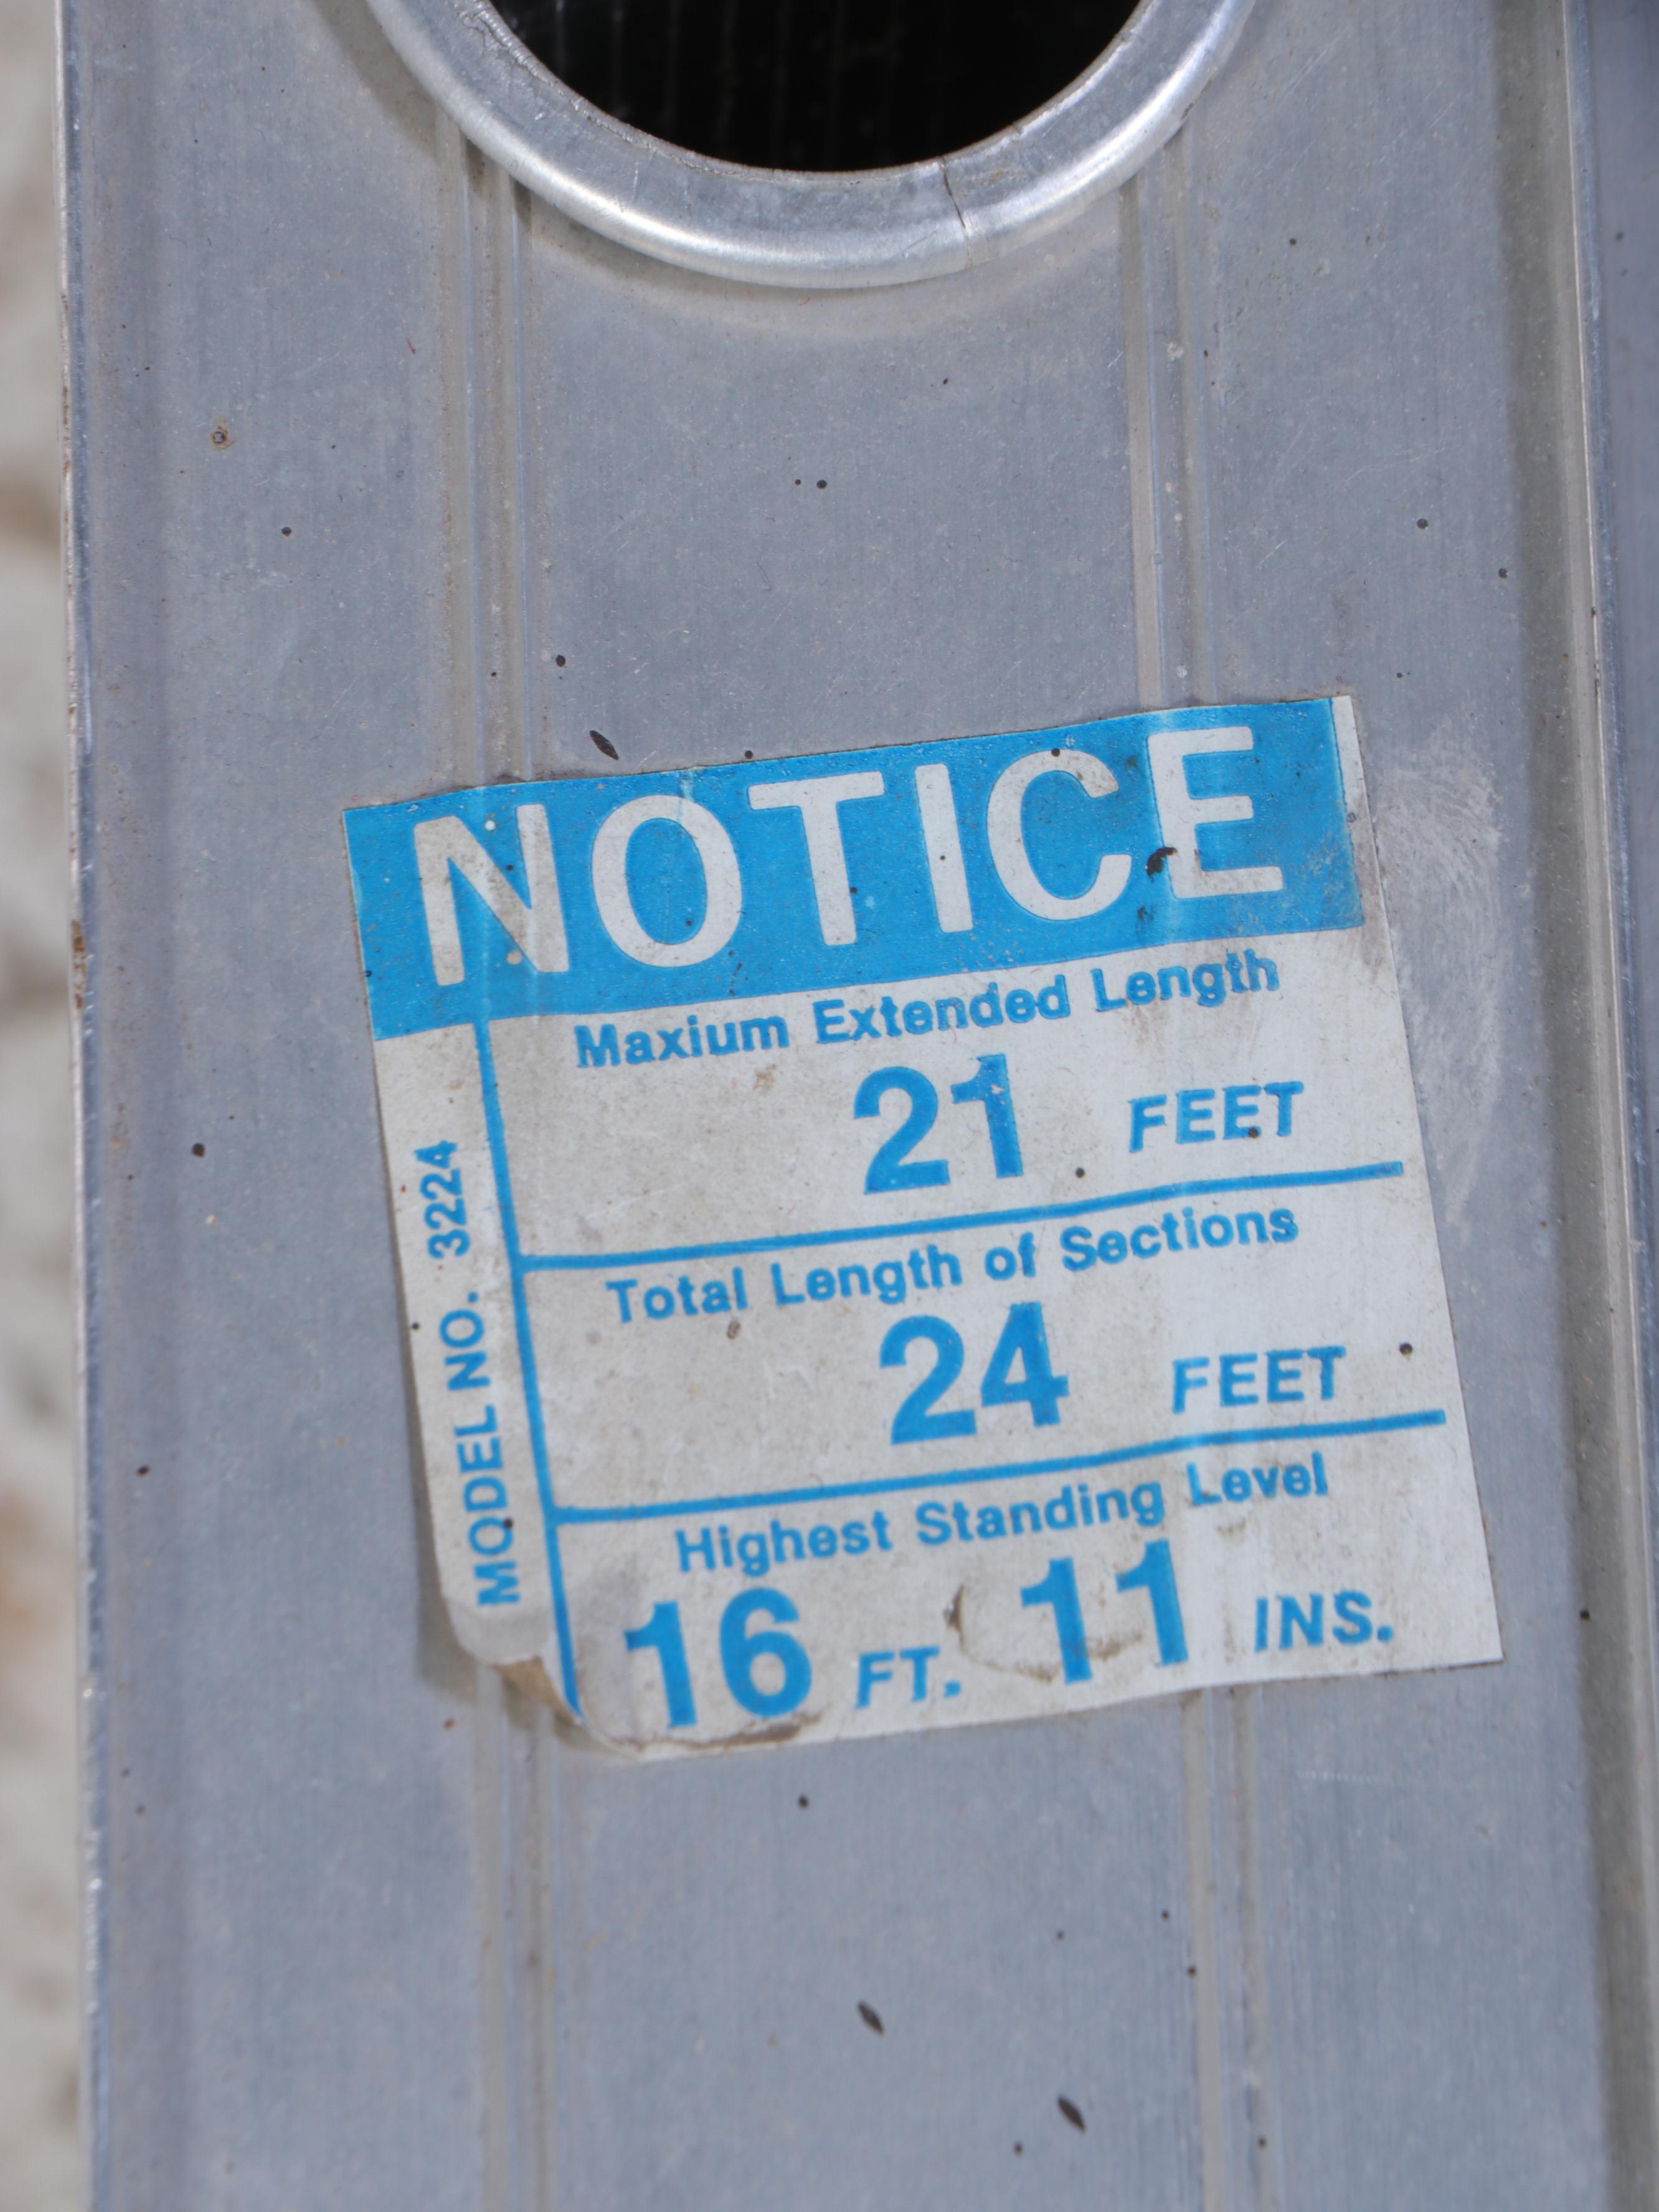 NOTICE
Maxium Extended Length
21 FEET
Total Length of Sections
24 FEET
Highest Standing Level
16 FT. 11 INS.
MODEL NO. 3224